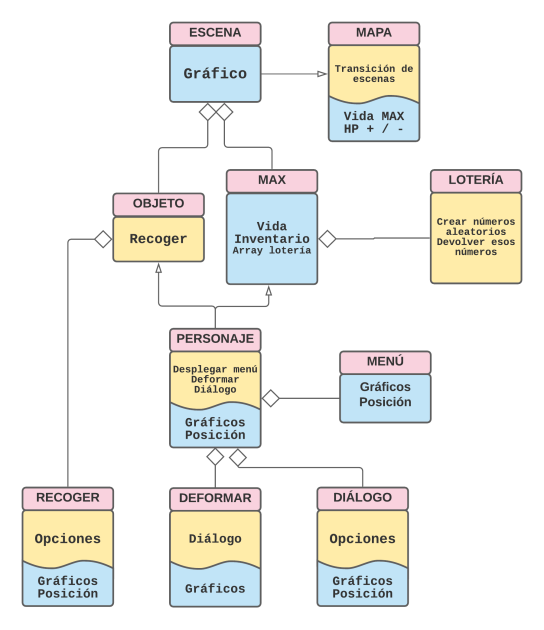 ESCENA
Gráfico
MAPA
Transición de
escenas
Vida MAX
HP + / -
OBJETO
Recoger
MAX
Vida
Inventario
Array lotería
LOTERÍA
Crear números
aleatorios
Devolver esos
números
PERSONAJE
Desplegar menú
Deformar
Diálogo
Gráficos
Posición
MENÚ
Gráficos
Posición
RECOGER
Opciones
Gráficos
Posición
DEFORMAR
Diálogo
Gráficos
DIÁLOGO
Opciones
Gráficos
Posición